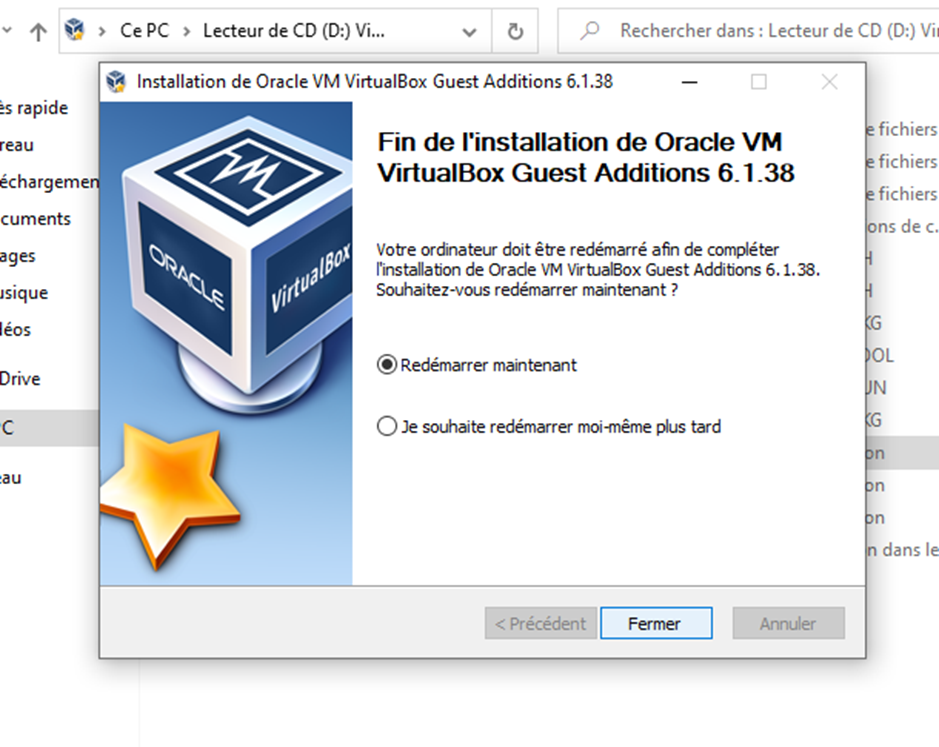 Ce PC > Lecteur de CD (D:) Vi...
Rechercher dans : Lecteur de CD (D:) Vi
Installation de Oracle VM VirtualBox Guest Additions 6.1.38
ès rapide
reau
échargemen
cuments
ages
usique
déos
Drive
PC
eau
ORACLE
VirtualBox
Fin de l'installation de Oracle VM
VirtualBox Guest Additions 6.1.38
Votre ordinateur doit être redémarré afin de compléter
l'installation de Oracle VM VirtualBox Guest Additions 6.1.38.
Souhaitez-vous redémarrer maintenant ?
Redémarrer maintenant
Je souhaite redémarrer moi-même plus tard
< Précédent
Fermer
Annuler
e fichiers
e fichiers
e fichiers
ons de c.
H
H
KG
OOL
UN
KG
on
on
on
n dans le